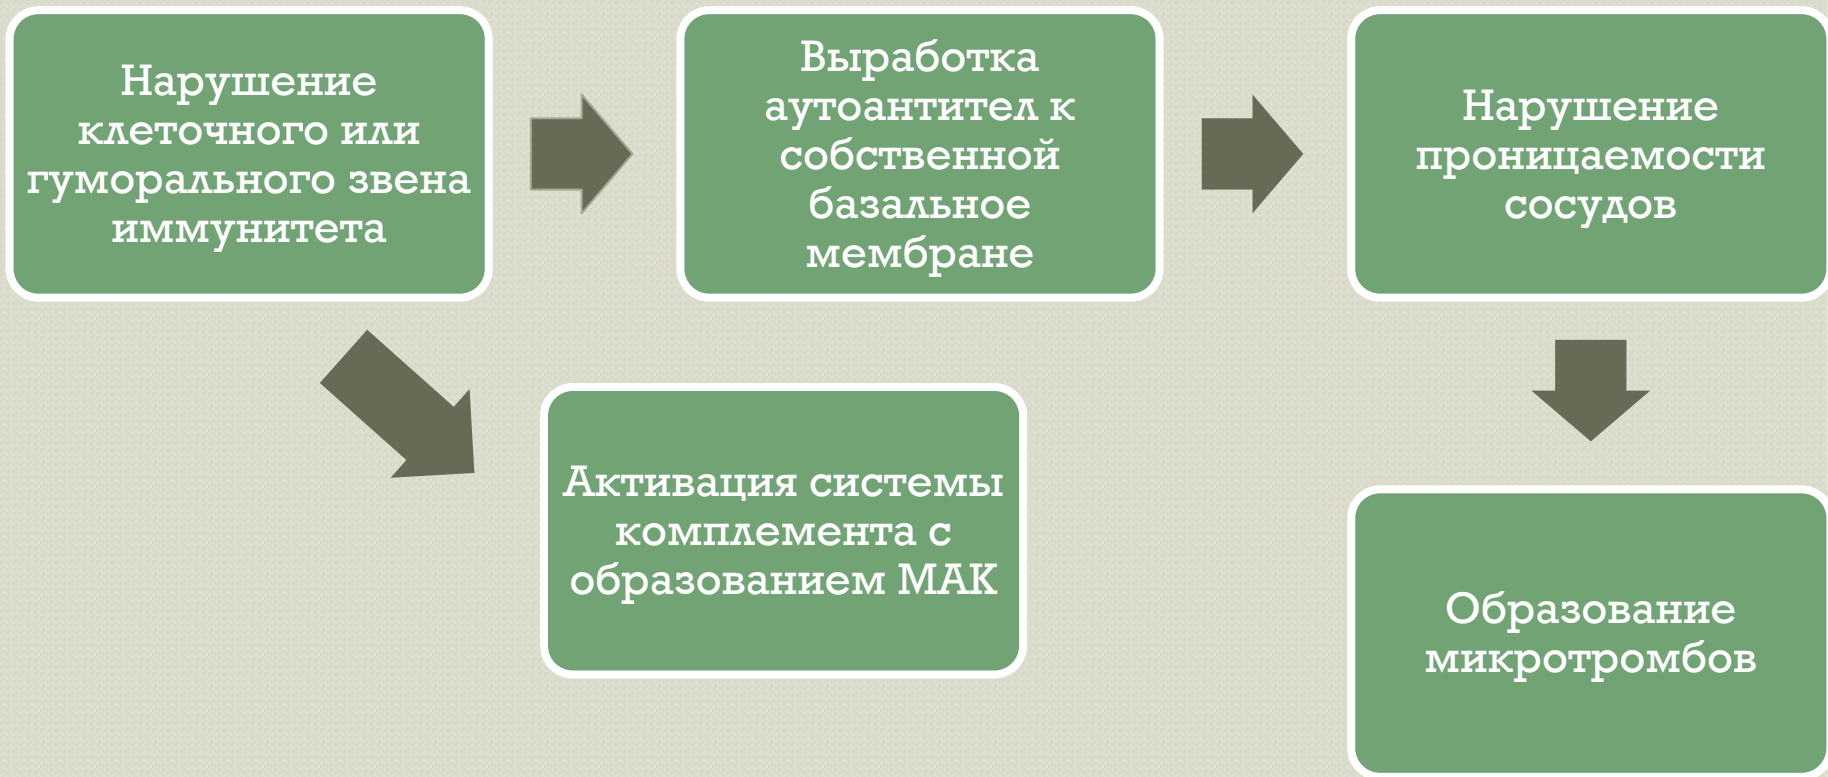 Нарушение
клеточного или
гуморального звена
иммунитета
Выработка
аутоантител к
собственной
базальное
мембране
Нарушение
проницаемости
сосудов
Активация системы
комплемента с
образованием МАК
Образование
микротромбов